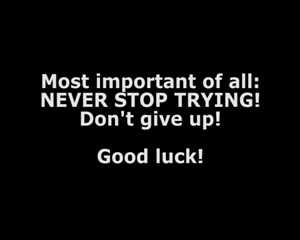 Most important of all:
NEVER STOP TRYING!
Don't give up!
Good luck!